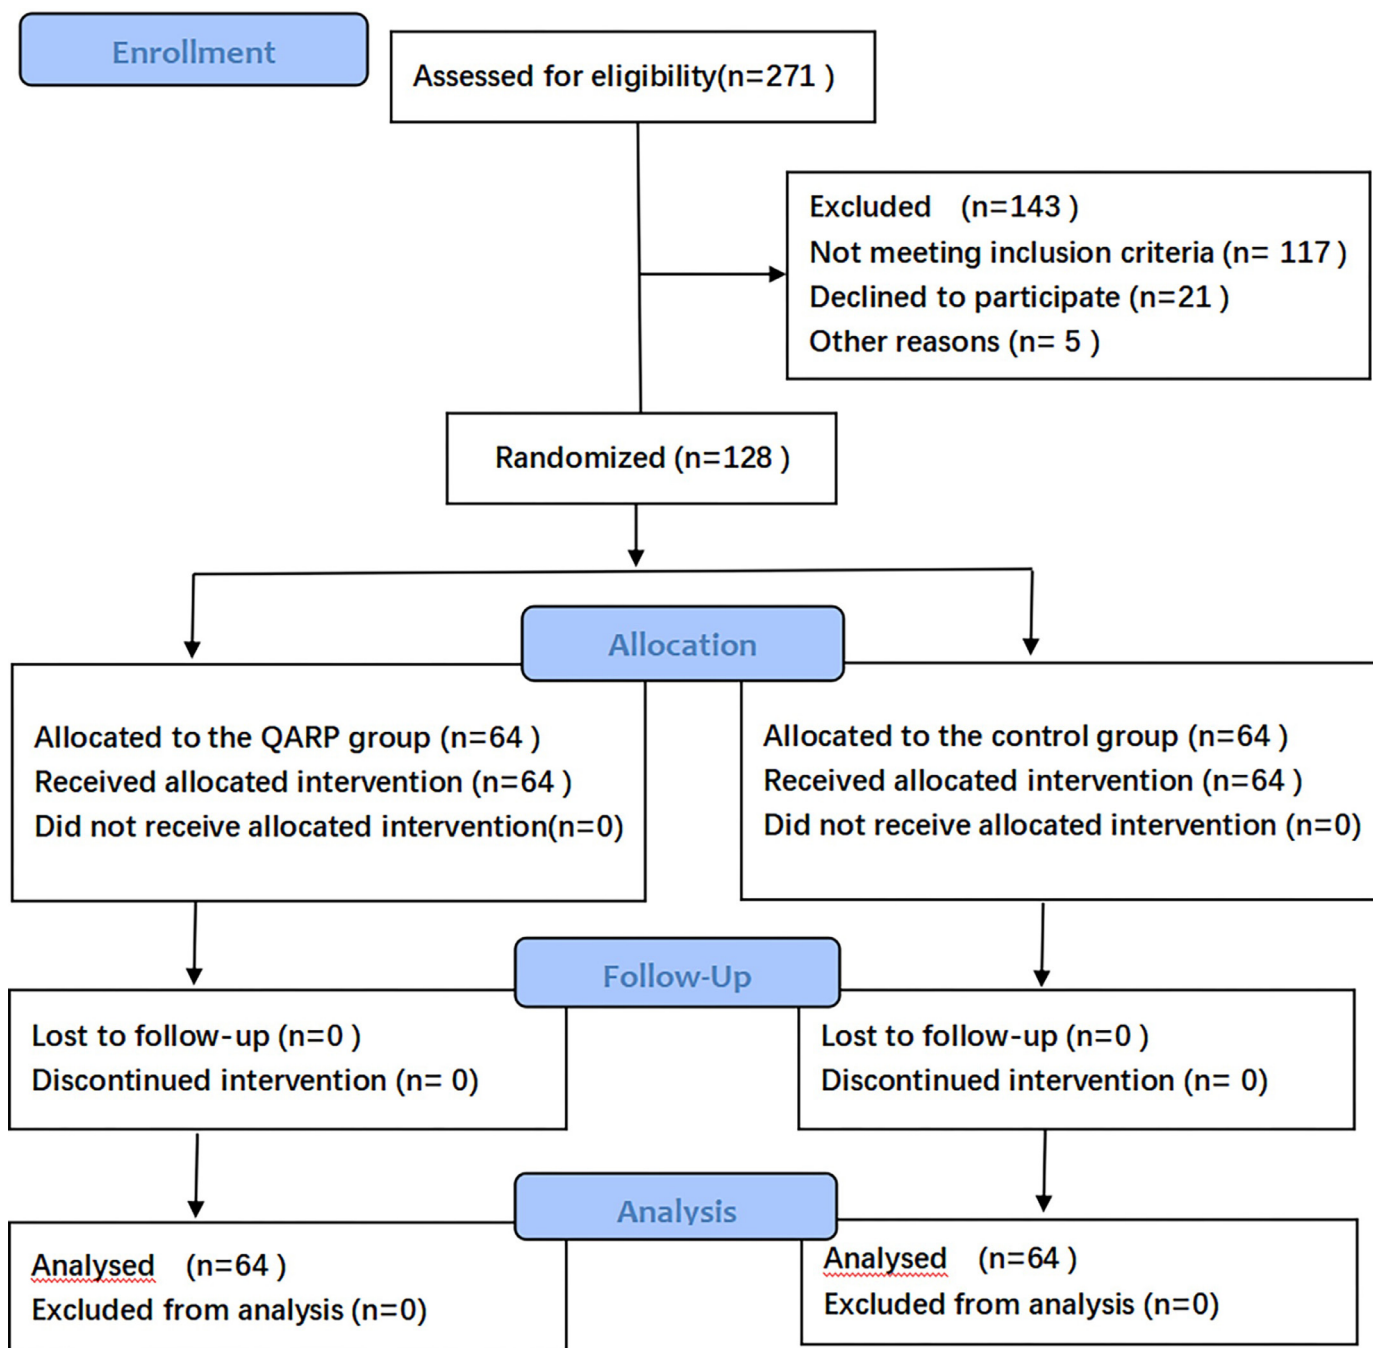 Enrollment
Assessed for eligibility(n=271 )
Excluded (n=143 )
Not meeting inclusion criteria (n= 117 )
Declined to participate (n=21 )
Other reasons (n= 5 )
Randomized (n=128 )
Allocation
Allocated to the QARP group (n=64 )
Received allocated intervention (n=64 )
Did not receive allocated intervention(n=0)
Allocated to the control group (n=64 )
Received allocated intervention (n=64 )
Did not receive allocated intervention (n=0)
Follow-Up
Lost to follow-up (n=0 )
Discontinued intervention (n= 0)
Lost to follow-up (n=0 )
Discontinued intervention (n= 0)
Analysis
Analysed (n=64 )
Excluded from analysis (n=0)
Analysed (n=64 )
Excluded from analysis (n=0)